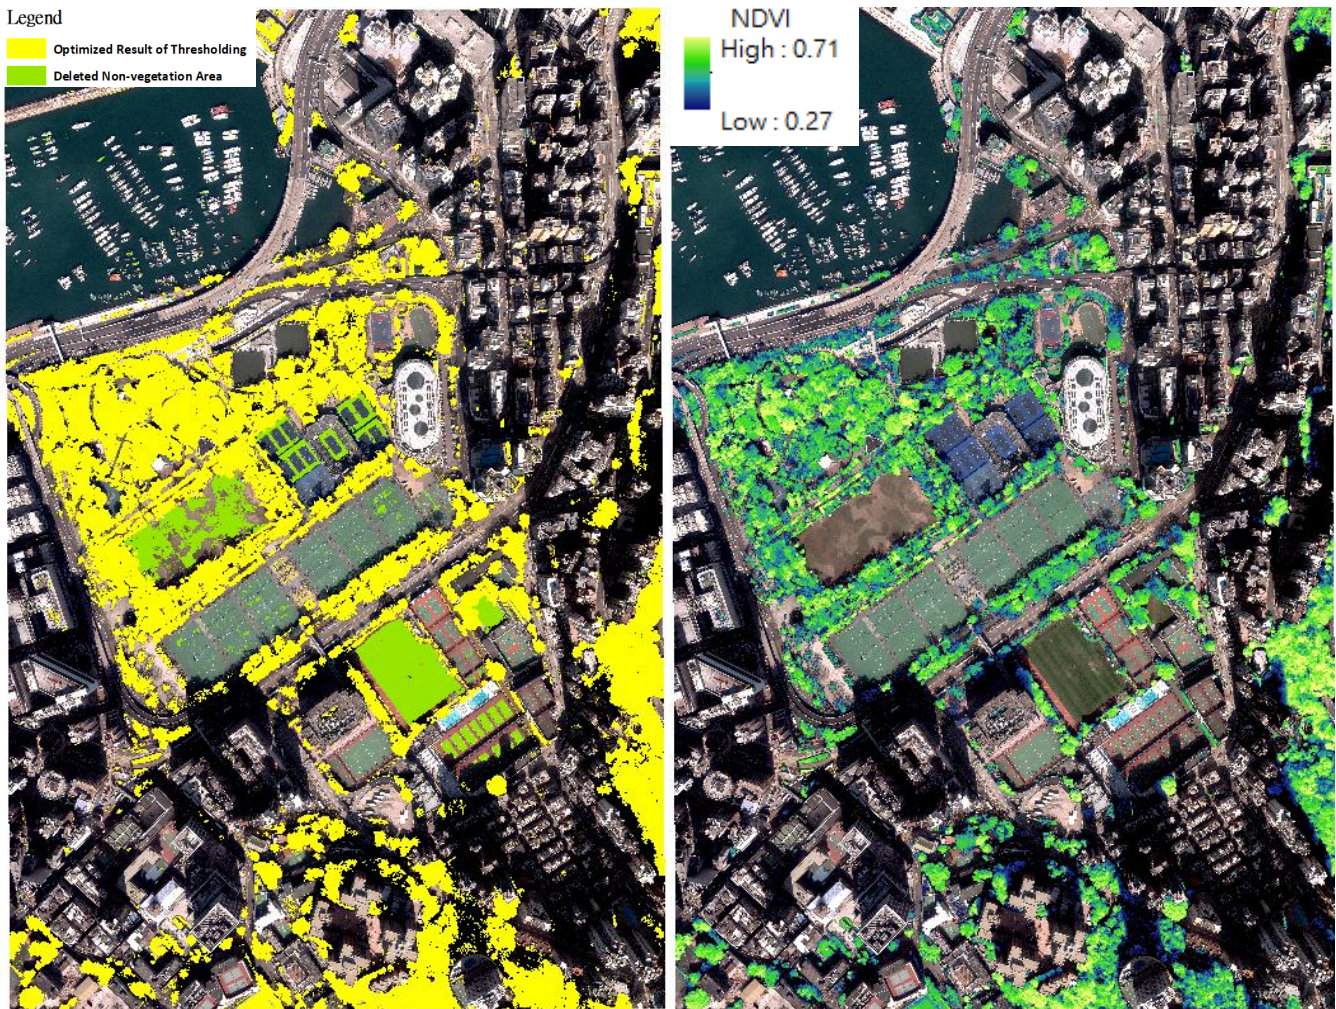 Legend
Optimized Result of Thresholding
Deleted Non-vegetation Area
NDVI
High : 0.71
Low : 0.27